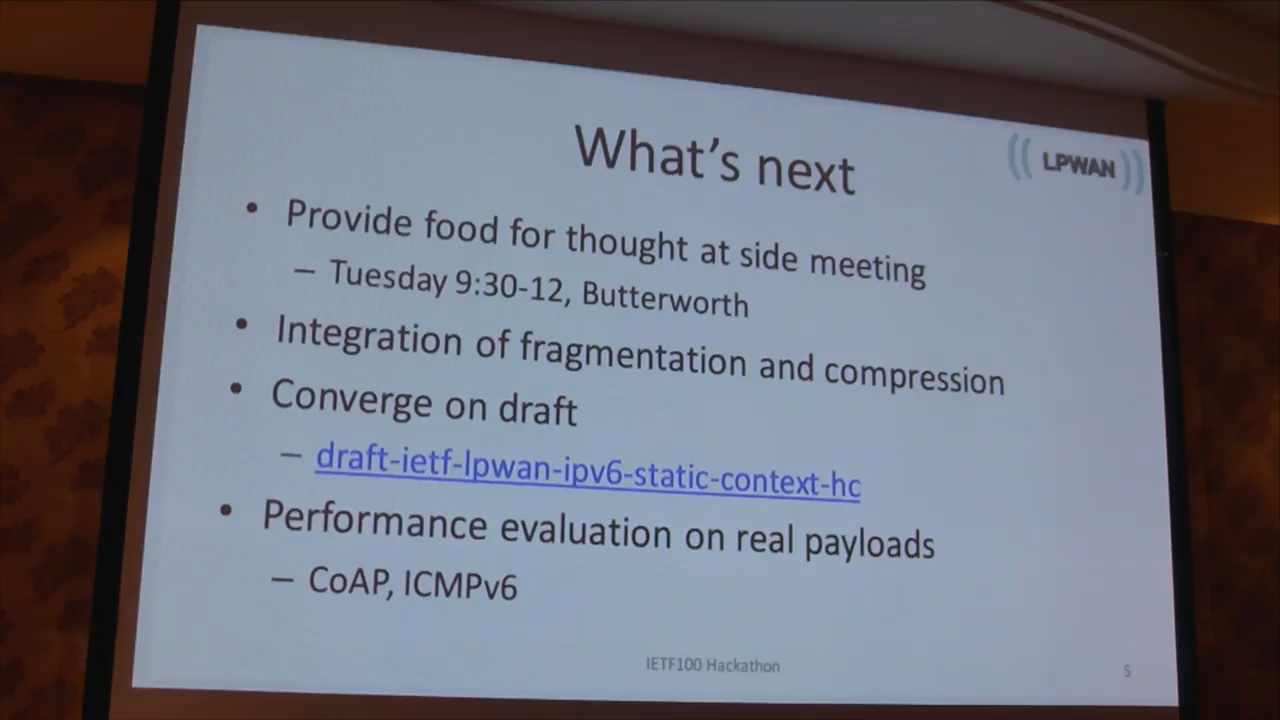 What's next
LPWAN
• Provide food for thought at side meeting
– Tuesday 9:30-12, Butterworth
• Integration of fragmentation and compression
• Converge on draft
– draft-ietf-lpwan-ipv6-static-context-hc
• Performance evaluation on real payloads
– CoAP, ICMPv6
IETF100 Hackathon
5